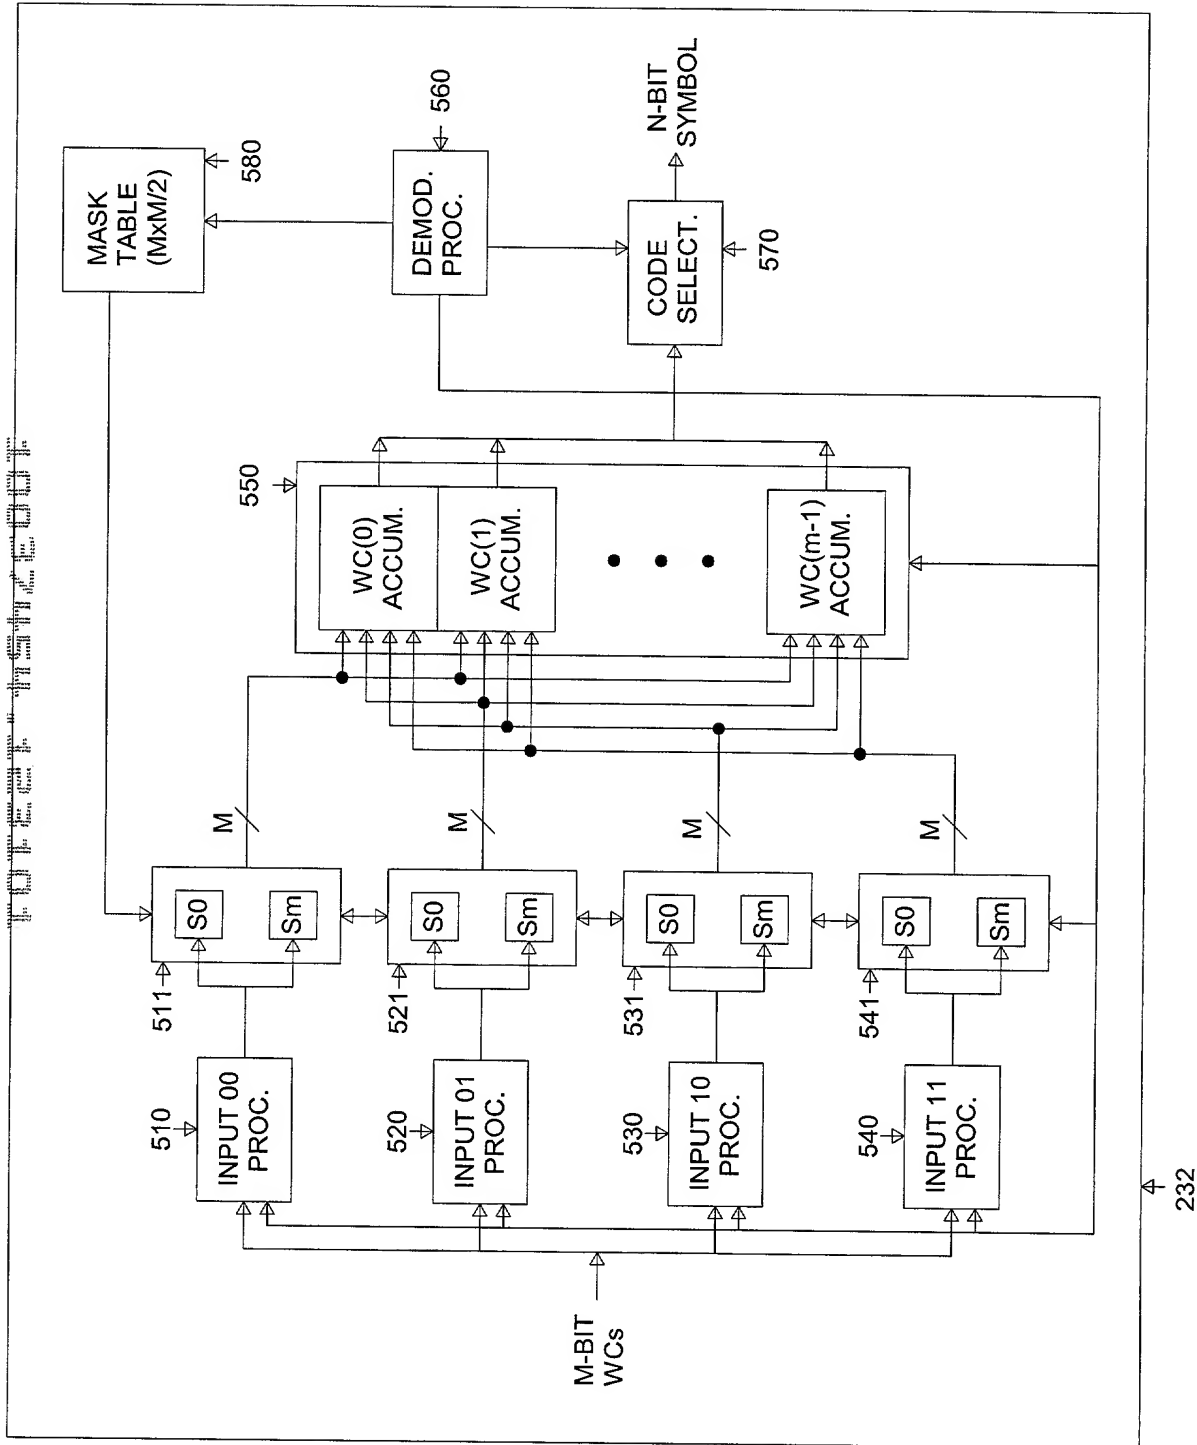 MASK
TABLE
(MxM/2)
580
DEMOD.
PROC.
560
CODE
SELECT.
570
N-BIT
SYMBOL
550
WC(0)
ACCUM.
WC(1)
ACCUM.
WC(m-1)
ACCUM.
M
M
M
M
511
S0
Sm
521
S0
Sm
531
S0
Sm
541
S0
Sm
510
INPUT 00
PROC.
520
INPUT 01
PROC.
530
INPUT 10
PROC.
540
INPUT 11
PROC.
M-BIT
WCs
232